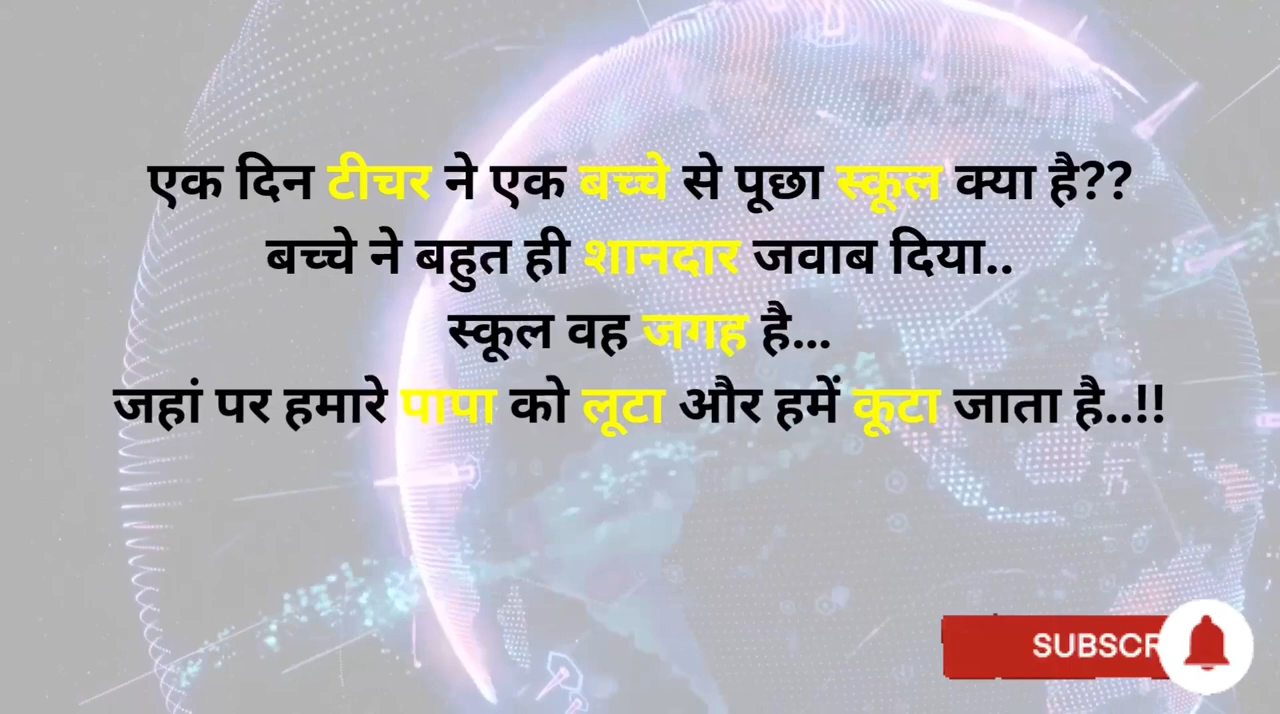 एक दिन टीचर ने एक बच्चे से पूछा स्कूल क्या है??
बच्चे ने बहुत ही शानदार जवाब दिया..
स्कूल वह जगह है...
जहां पर हमारे पापा को लूटा और हमें कूटा जाता है..!!
SUBSCR